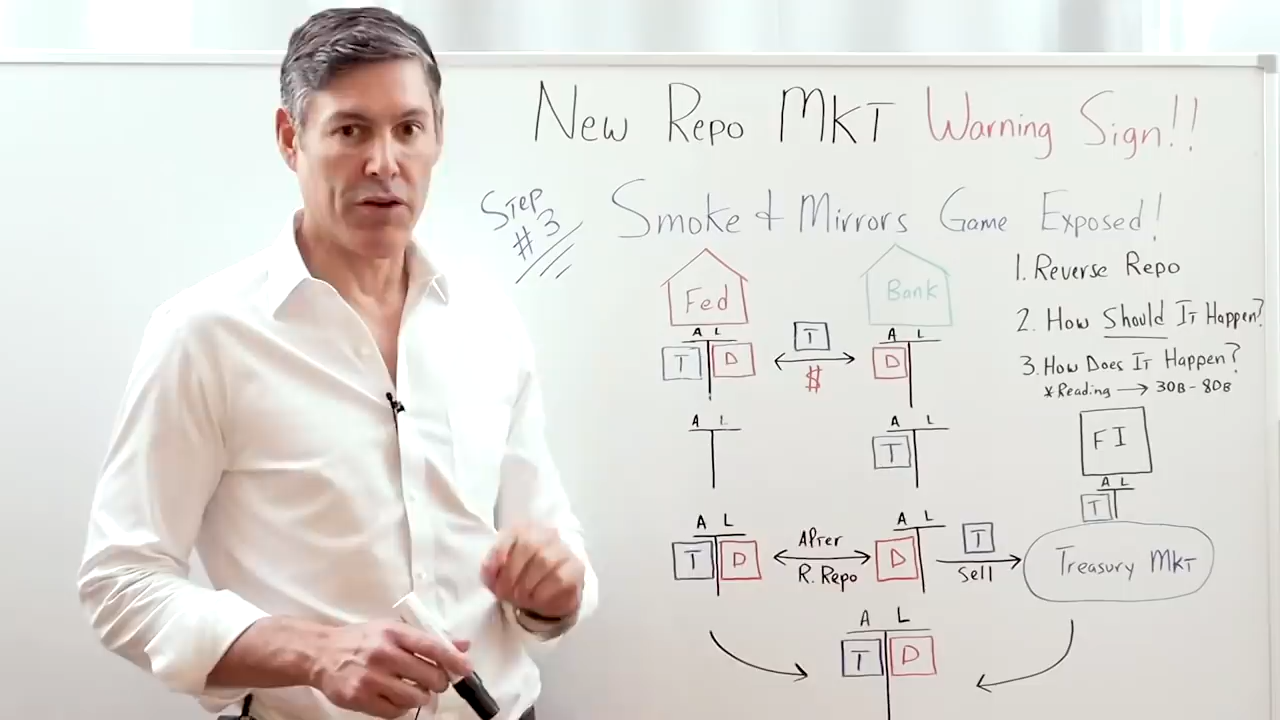 New Repo MKT Warning Sign!!
Step
#3
Smoke & Mirrors Game Exposed!
1. Reverse Repo
2. How Should It Happen?
3. How Does It Happen?
* Reading → 30B - 80B
Fed
Bank
A L
T D
T
$
A L
D
A L
A L
T
FI
A L
T
A L
T D
After
R. Repo
A L
D
T
Sell
Treasury MKT
A L
T D